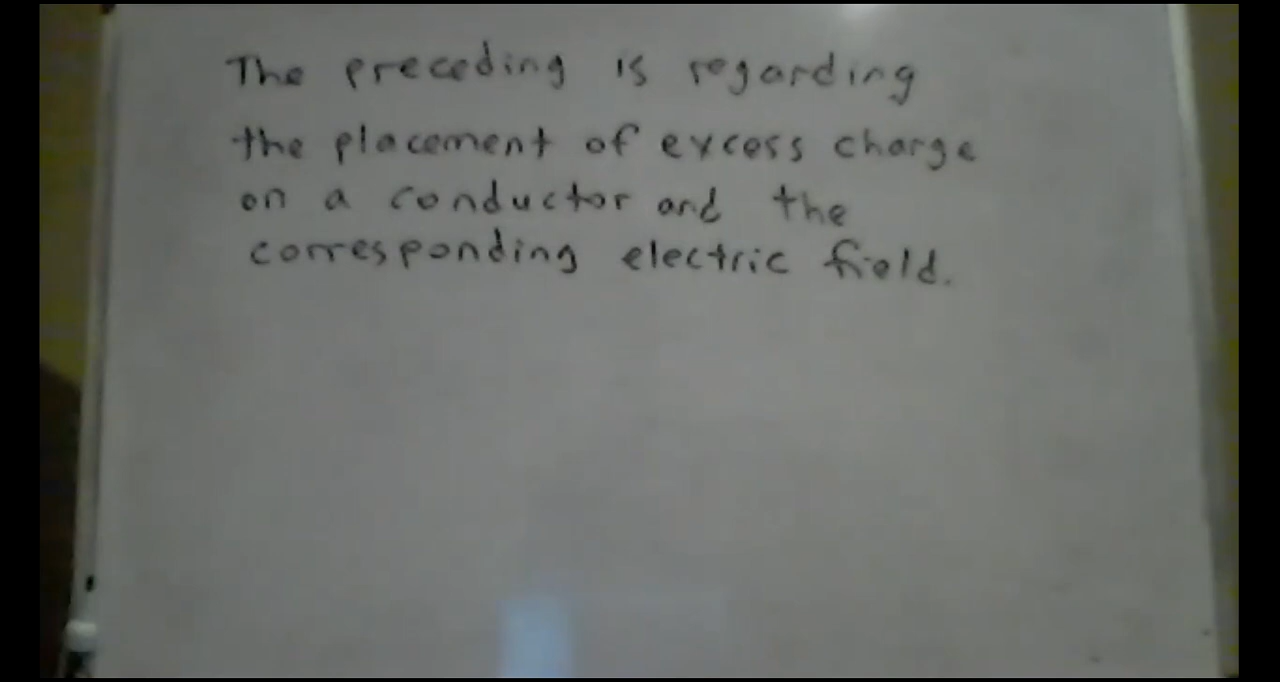 The preceding is regarding
the placement of excess charge
on a conductor and the
corresponding electric field.